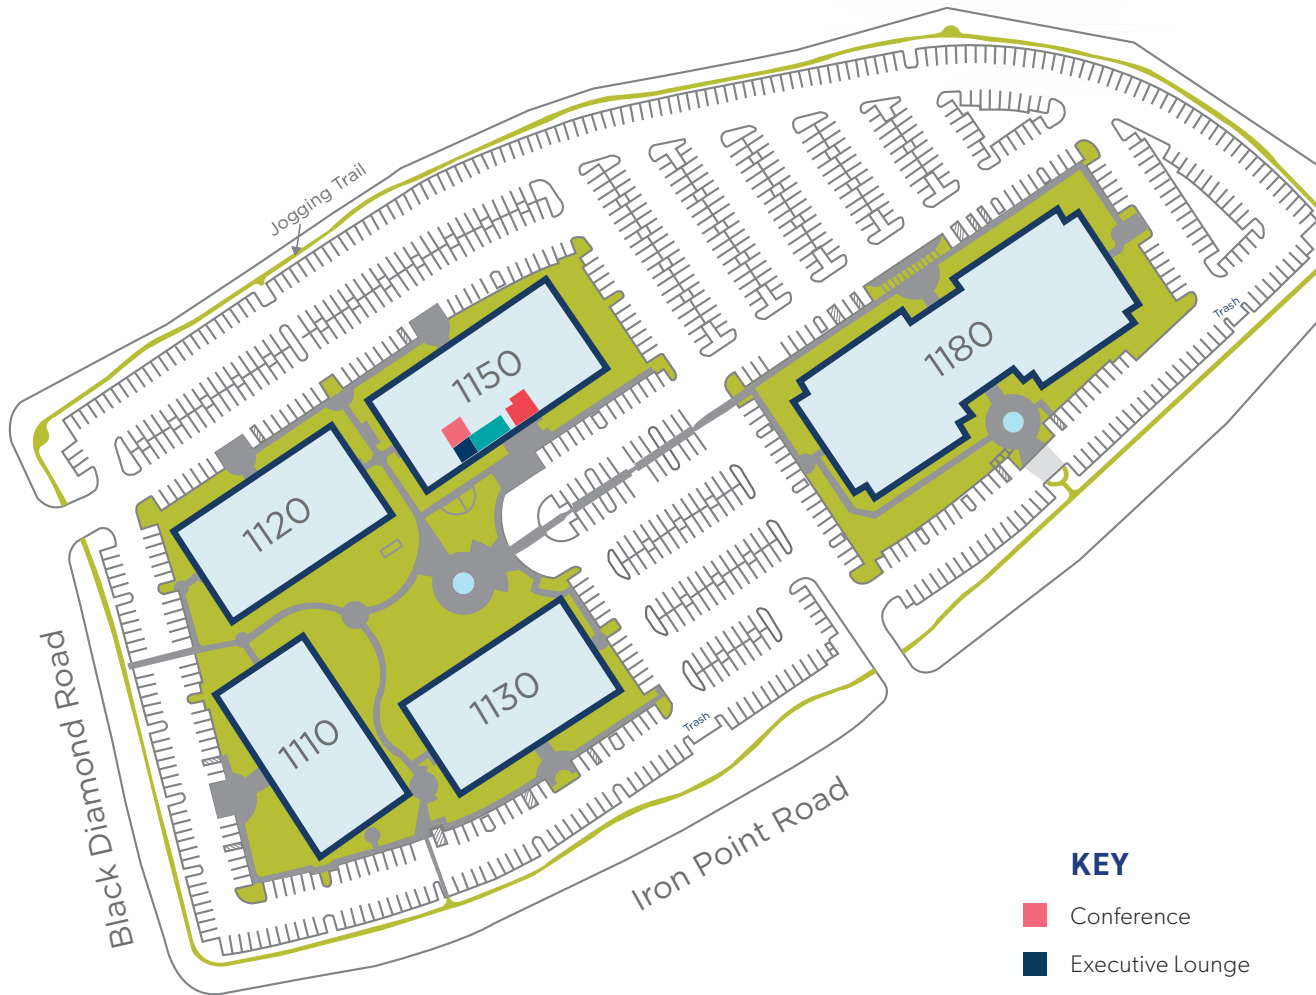 Jogging Trail
1150
1180
Trash
1120
1130
1110
Trash
Black Diamond Road
Iron Point Road
KEY
Conference
Executive Lounge